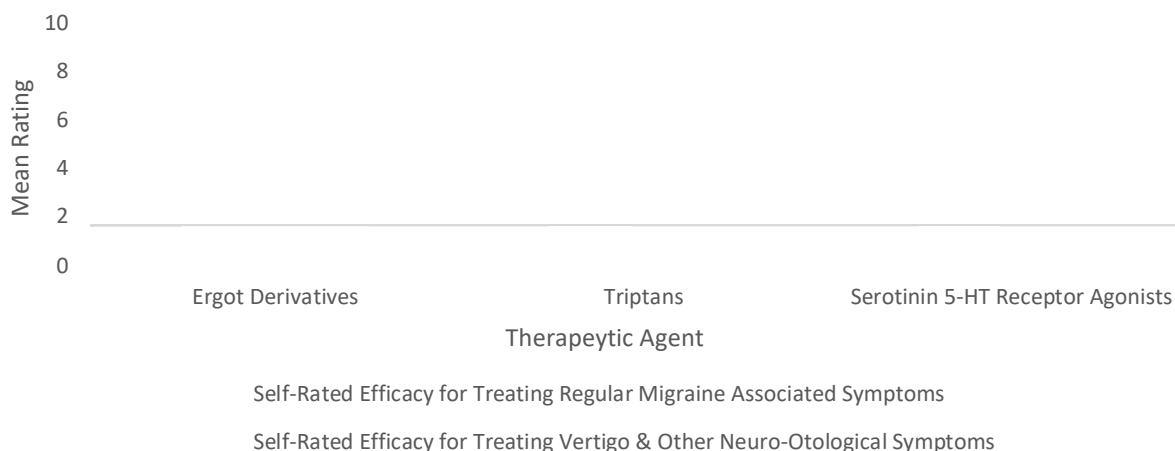 10
8
6
4
2
0
Mean Rating
Ergot Derivatives Triptans Serotinin 5-HT Receptor Agonists
Therapeytic Agent
Self-Rated Efficacy for Treating Regular Migraine Associated Symptoms
Self-Rated Efficacy for Treating Vertigo & Other Neuro-Otological Symptoms